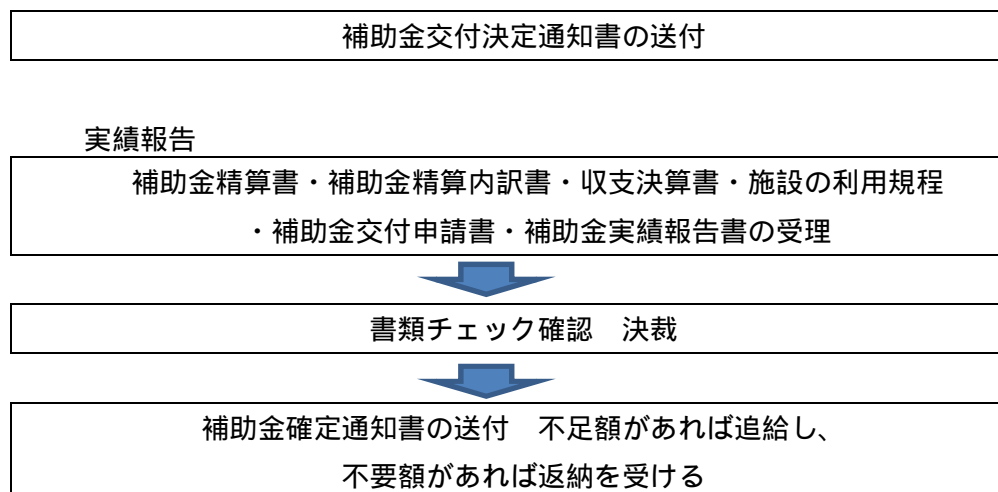 補助金交付決定通知書の送付
実績報告
補助金精算書・補助金精算内訳書・収支決算書・施設の利用規程
・補助金交付申請書・補助金実績報告書の受理
書類チェック確認　決裁
補助金確定通知書の送付　不足額があれば追給し、
不要額があれば返納を受ける